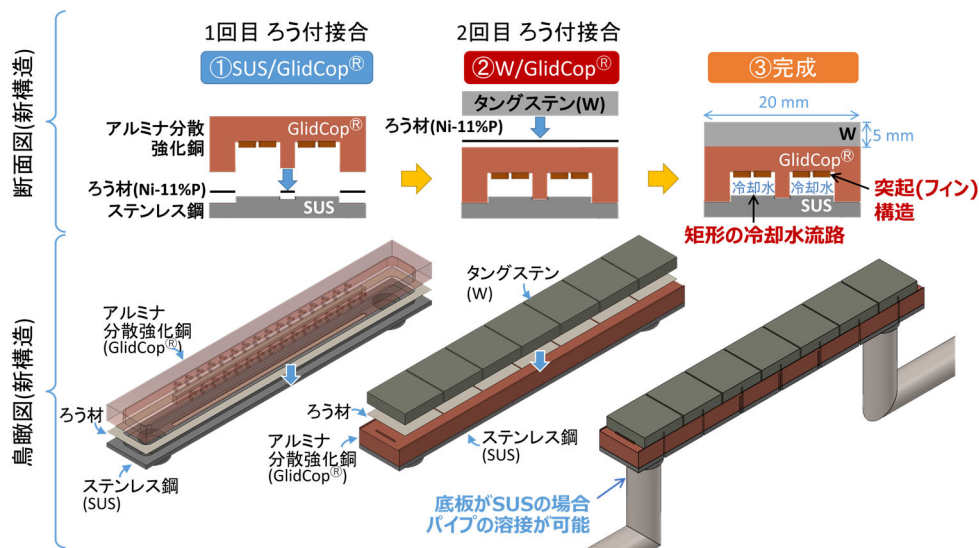 断面図(新構造)
1回目 ろう付接合
①SUS/GlidCop®
アルミナ分散
強化銅
GlidCop®
ろう材(Ni-11%P)
ステンレス鋼
SUS
2回目 ろう付接合
②W/GlidCop®
タングステン(W)
ろう材(Ni-11%P)
③完成
20 mm
W
5 mm
GlidCop®
冷却水
冷却水
SUS
突起(フィン)
構造
矩形の冷却水流路
鳥瞰図(新構造)
アルミナ
分散強化銅
(GlidCop®)
ろう材
ステンレス鋼
(SUS)
タングステン
(W)
ろう材
アルミナ
分散強化銅
(GlidCop®)
ステンレス鋼
(SUS)
底板がSUSの場合
パイプの溶接が可能